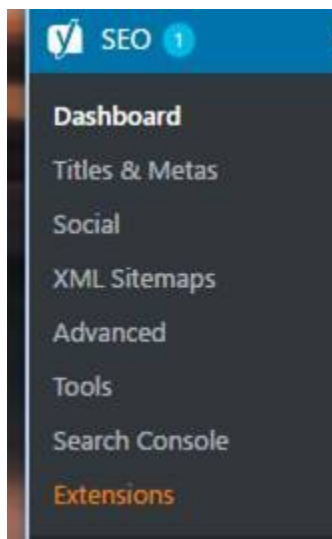 SEO 1
Dashboard
Titles & Metas
Social
XML Sitemaps
Advanced
Tools
Search Console
Extensions